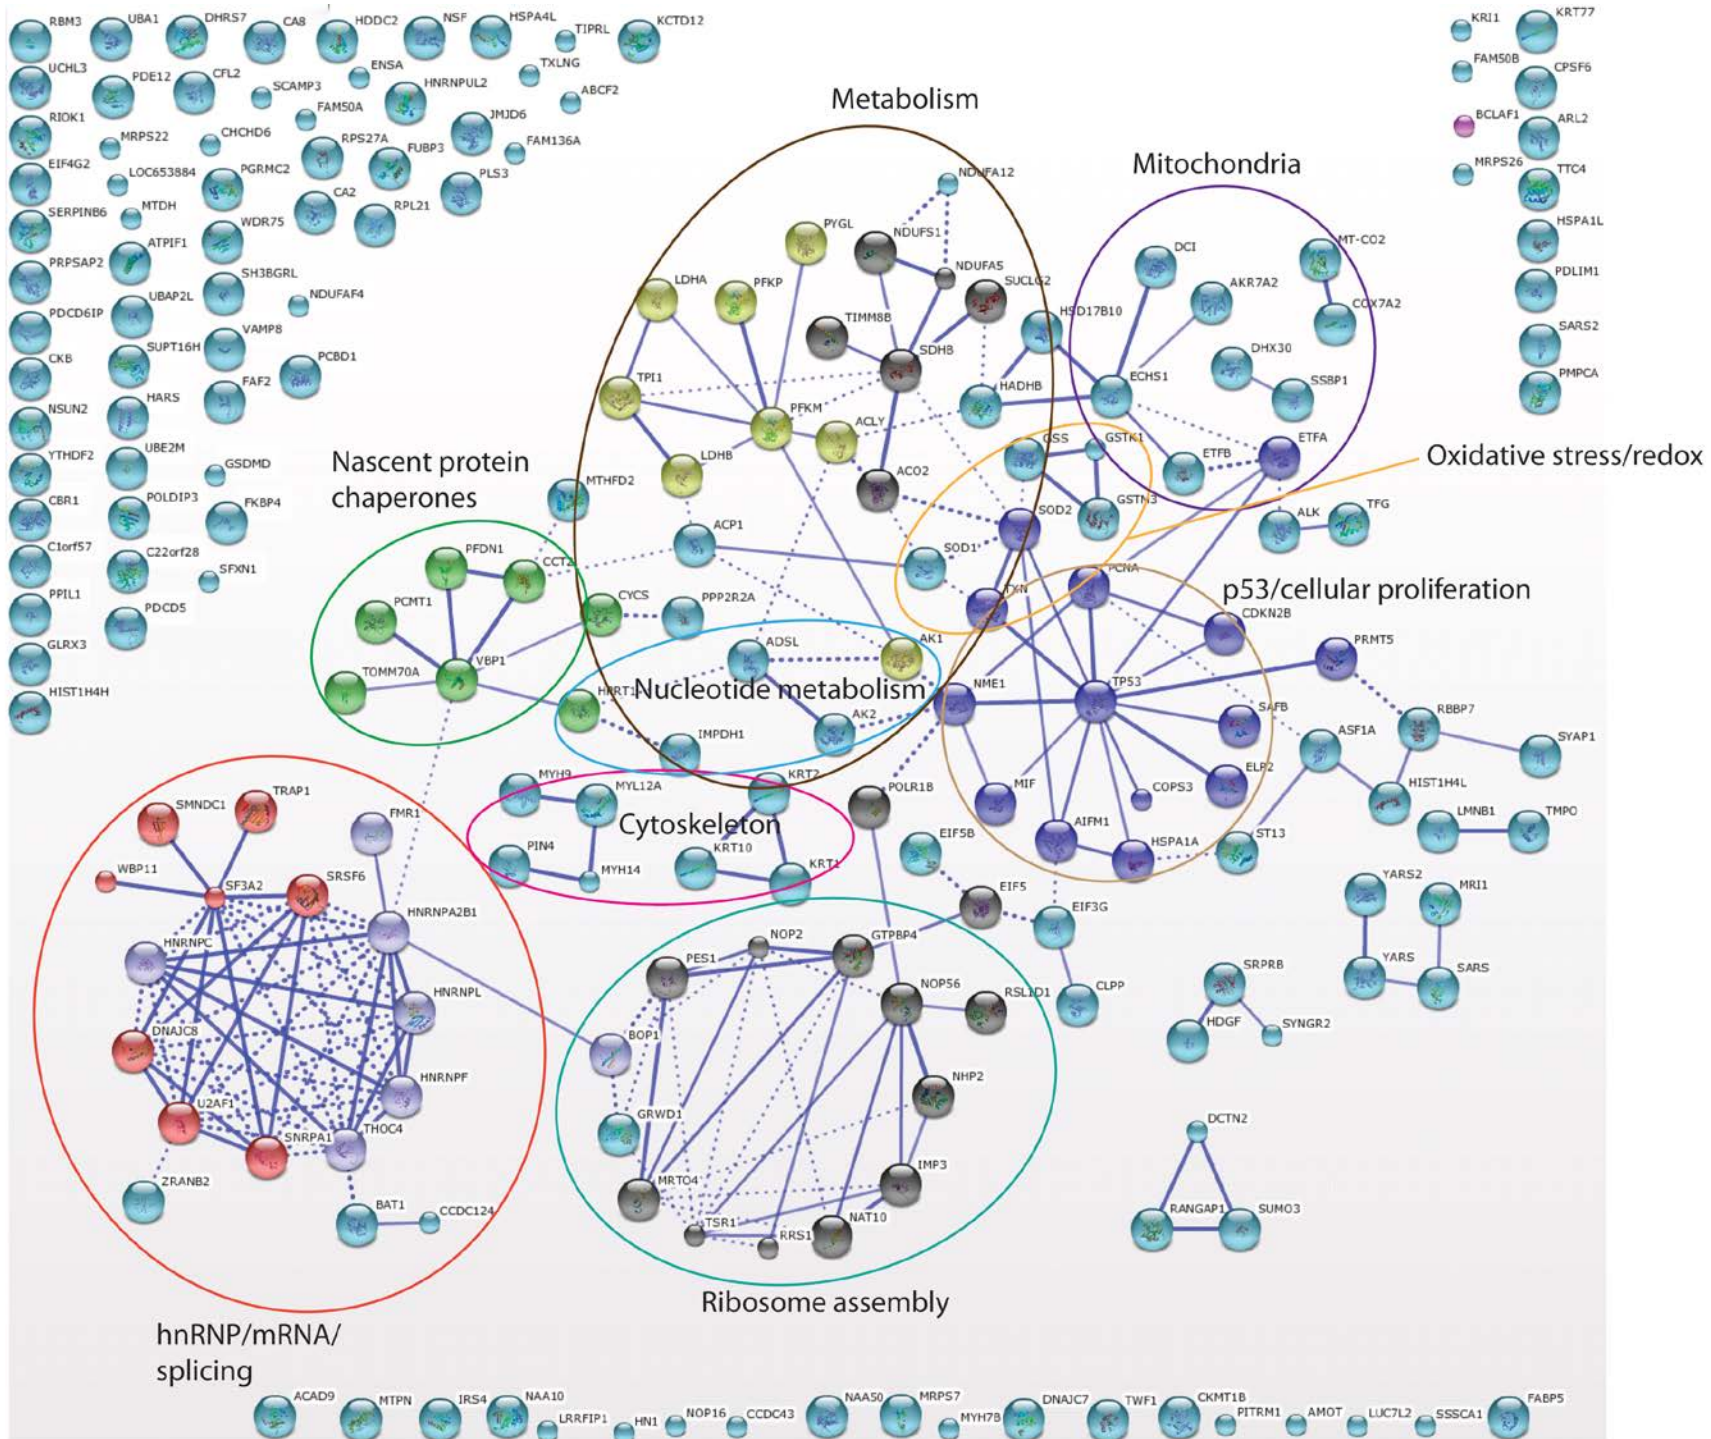 RBM3
UBA1
DHRS7
CA8
HDDC2
NSF
HSPA4L
TIPRL
KCTD12
KRI1
KRT77
UCHL3
PDE12
CFL2
SCAMP3
ENSA
HNRNPUL2
TXLNG
ABCF2
FAM50B
CPSF6
RIOK1
MRPS22
CHCHD6
FAM50A
RPS27A
FUBP3
JMJD6
FAM136A
BCLAF1
ARL2
EIF4G2
LOC653884
PGRMC2
CA2
RPL21
PLS3
MRPS26
TTC4
SERPINB6
MTDH
WDR75
HSPA1L
PRPSAP2
ATPIF1
SH3BGRL
NDUFAF4
PDLIM1
PDCD6IP
UBAP2L
VAMP8
PCBD1
SARS2
CKB
SUPT16H
FAF2
PMPCA
NSUN2
HARS
YTHDF2
UBE2M
GSDMD
CBR1
POLDIP3
FKBP4
C1orf57
C22orf28
SFXN1
PPIL1
PDCD5
GLRX3
HIST1H4H
Metabolism
NDUFA12
PYGL
NDUFS1
NDUFA5
SUCLG2
LDHA
PFKP
TIMM8B
SDHB
HSD17B10
HADHB
TPI1
PFKM
ACLY
LDHB
ACO2
MTHFD2
ACP1
Mitochondria
DCI
MT-CO2
AKR7A2
COX7A2
DHX30
SSBP1
ECHS1
ETFB
ETFA
ALK
TFG
Oxidative stress/redox
GSS
GSTK1
GSTM3
SOD2
SOD1
TXN
Nascent protein
chaperones
PFDN1
CCT2
PCMT1
CYCS
PPP2R2A
TOMM70A
VBP1
Nucleotide metabolism
ADSL
AK1
HPRT1
AK2
IMPDH1
p53/cellular proliferation
PCNA
CDKN2B
PRMT5
NME1
TP53
SAFB
RBBP7
ASF1A
SYAP1
MIF
COPS3
ELP2
HIST1H4L
AIFM1
HSPA1A
ST13
LMNB1
TMPO
Cytoskeleton
MYH9
MYL12A
KRT2
PIN4
MYH14
KRT10
KRT1
POLR1B
EIF5B
EIF5
EIF3G
CLPP
YARS2
MRI1
YARS
SARS
SRPRB
HDGF
SYNGR2
DCTN2
RANGAP1
SUMO3
SMNDC1
TRAP1
FMR1
WBP11
SF3A2
SRSF6
HNRNPA2B1
HNRNPC
HNRNPL
DNAJC8
HNRNPF
U2AF1
SNRPA1
THOC4
ZRANB2
BAT1
CCDC124
hnRNP/mRNA/
splicing
NOP2
GTPBP4
PES1
NOP56
RSL1D1
BOP1
NHP2
GRWD1
IMP3
MRTO4
TSR1
RRS1
NAT10
Ribosome assembly
ACAD9
MTPN
IRS4
NAA10
LRRFIP1
HN1
NOP16
CCDC43
NAA50
MRPS7
MYH7B
DNAJC7
TWF1
CKMT1B
PITRM1
AMOT
LUC7L2
SSSCA1
FABP5